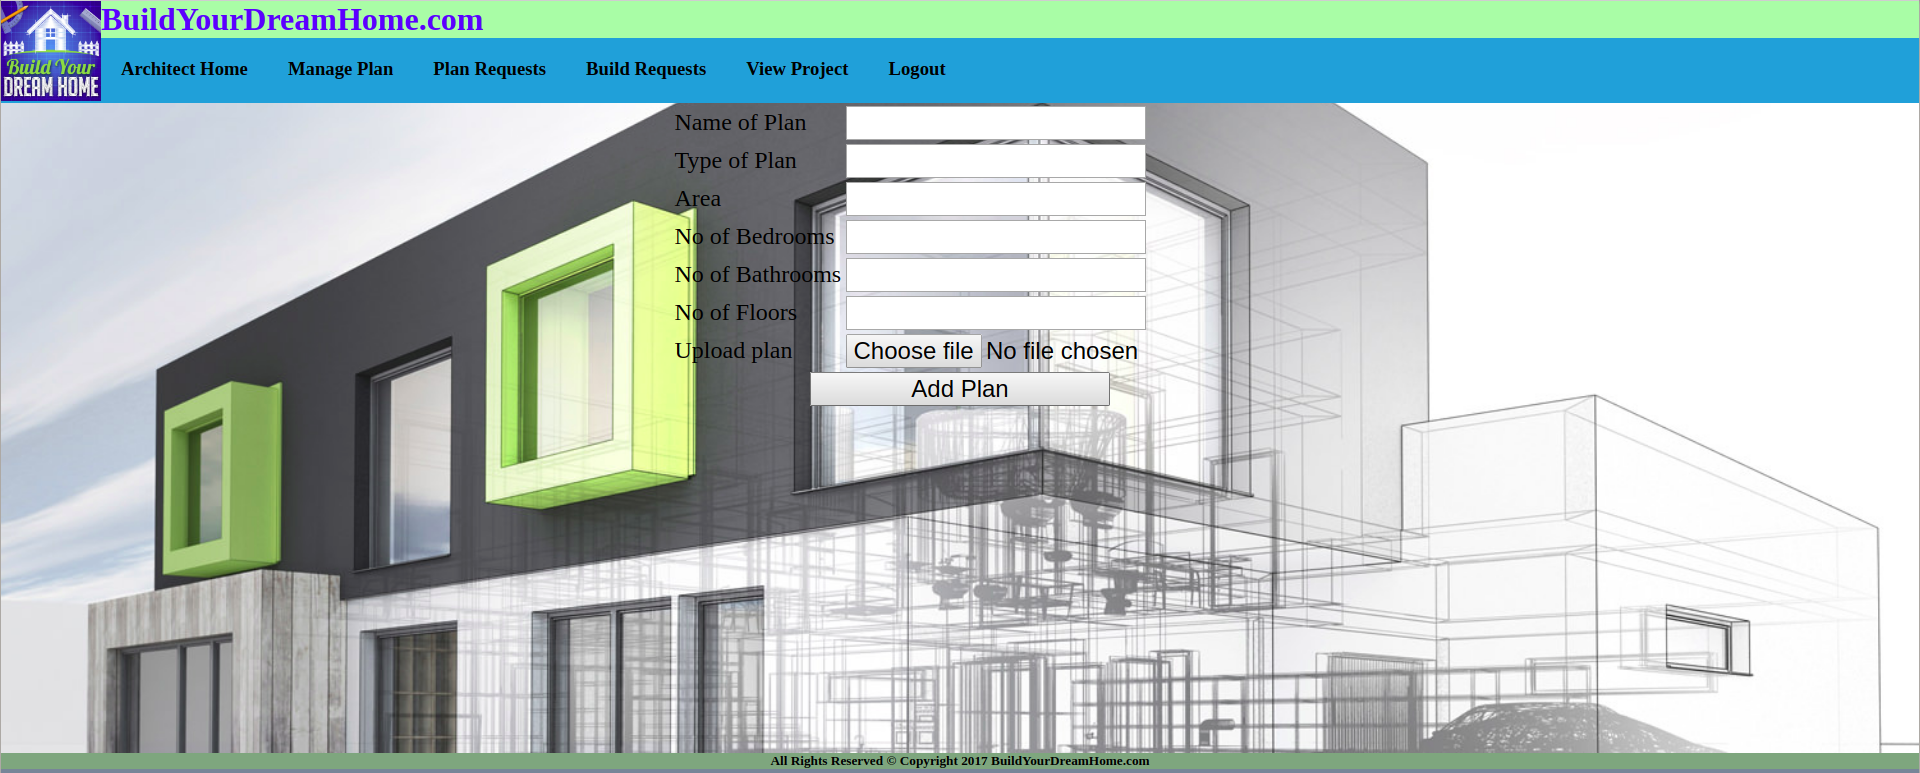 BuildYourDreamHome.com
Build Your
DREAM HOME
Architect Home Manage Plan Plan Requests Build Requests View Project Logout
Name of Plan
Type of Plan
Area
No of Bedrooms
No of Bathrooms
No of Floors
Upload plan Choose file No file chosen
Add Plan
All Rights Reserved © Copyright 2017 BuildYourDreamHome.com